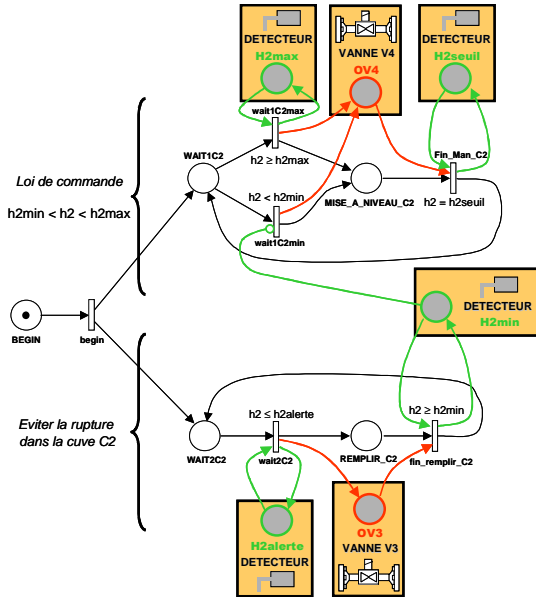 DETECTEUR
H2max
VANNE V4
OV4
DETECTEUR
H2seuil
wait1C2max
WAIT1C2
h2 ≥ h2max
Fin_Man_C2
Loi de commande
h2min < h2 < h2max
h2 < h2min
MISE_A_NIVEAU_C2
h2 = h2seuil
wait1C2min
DETECTEUR
H2min
BEGIN
begin
Eviter la rupture
dans la cuve C2
h2 ≤ h2alerte
h2 ≥ h2min
WAIT2C2
wait2C2
REMPLIR_C2
fin_remplir_C2
H2alerte
DETECTEUR
OV3
VANNE V3